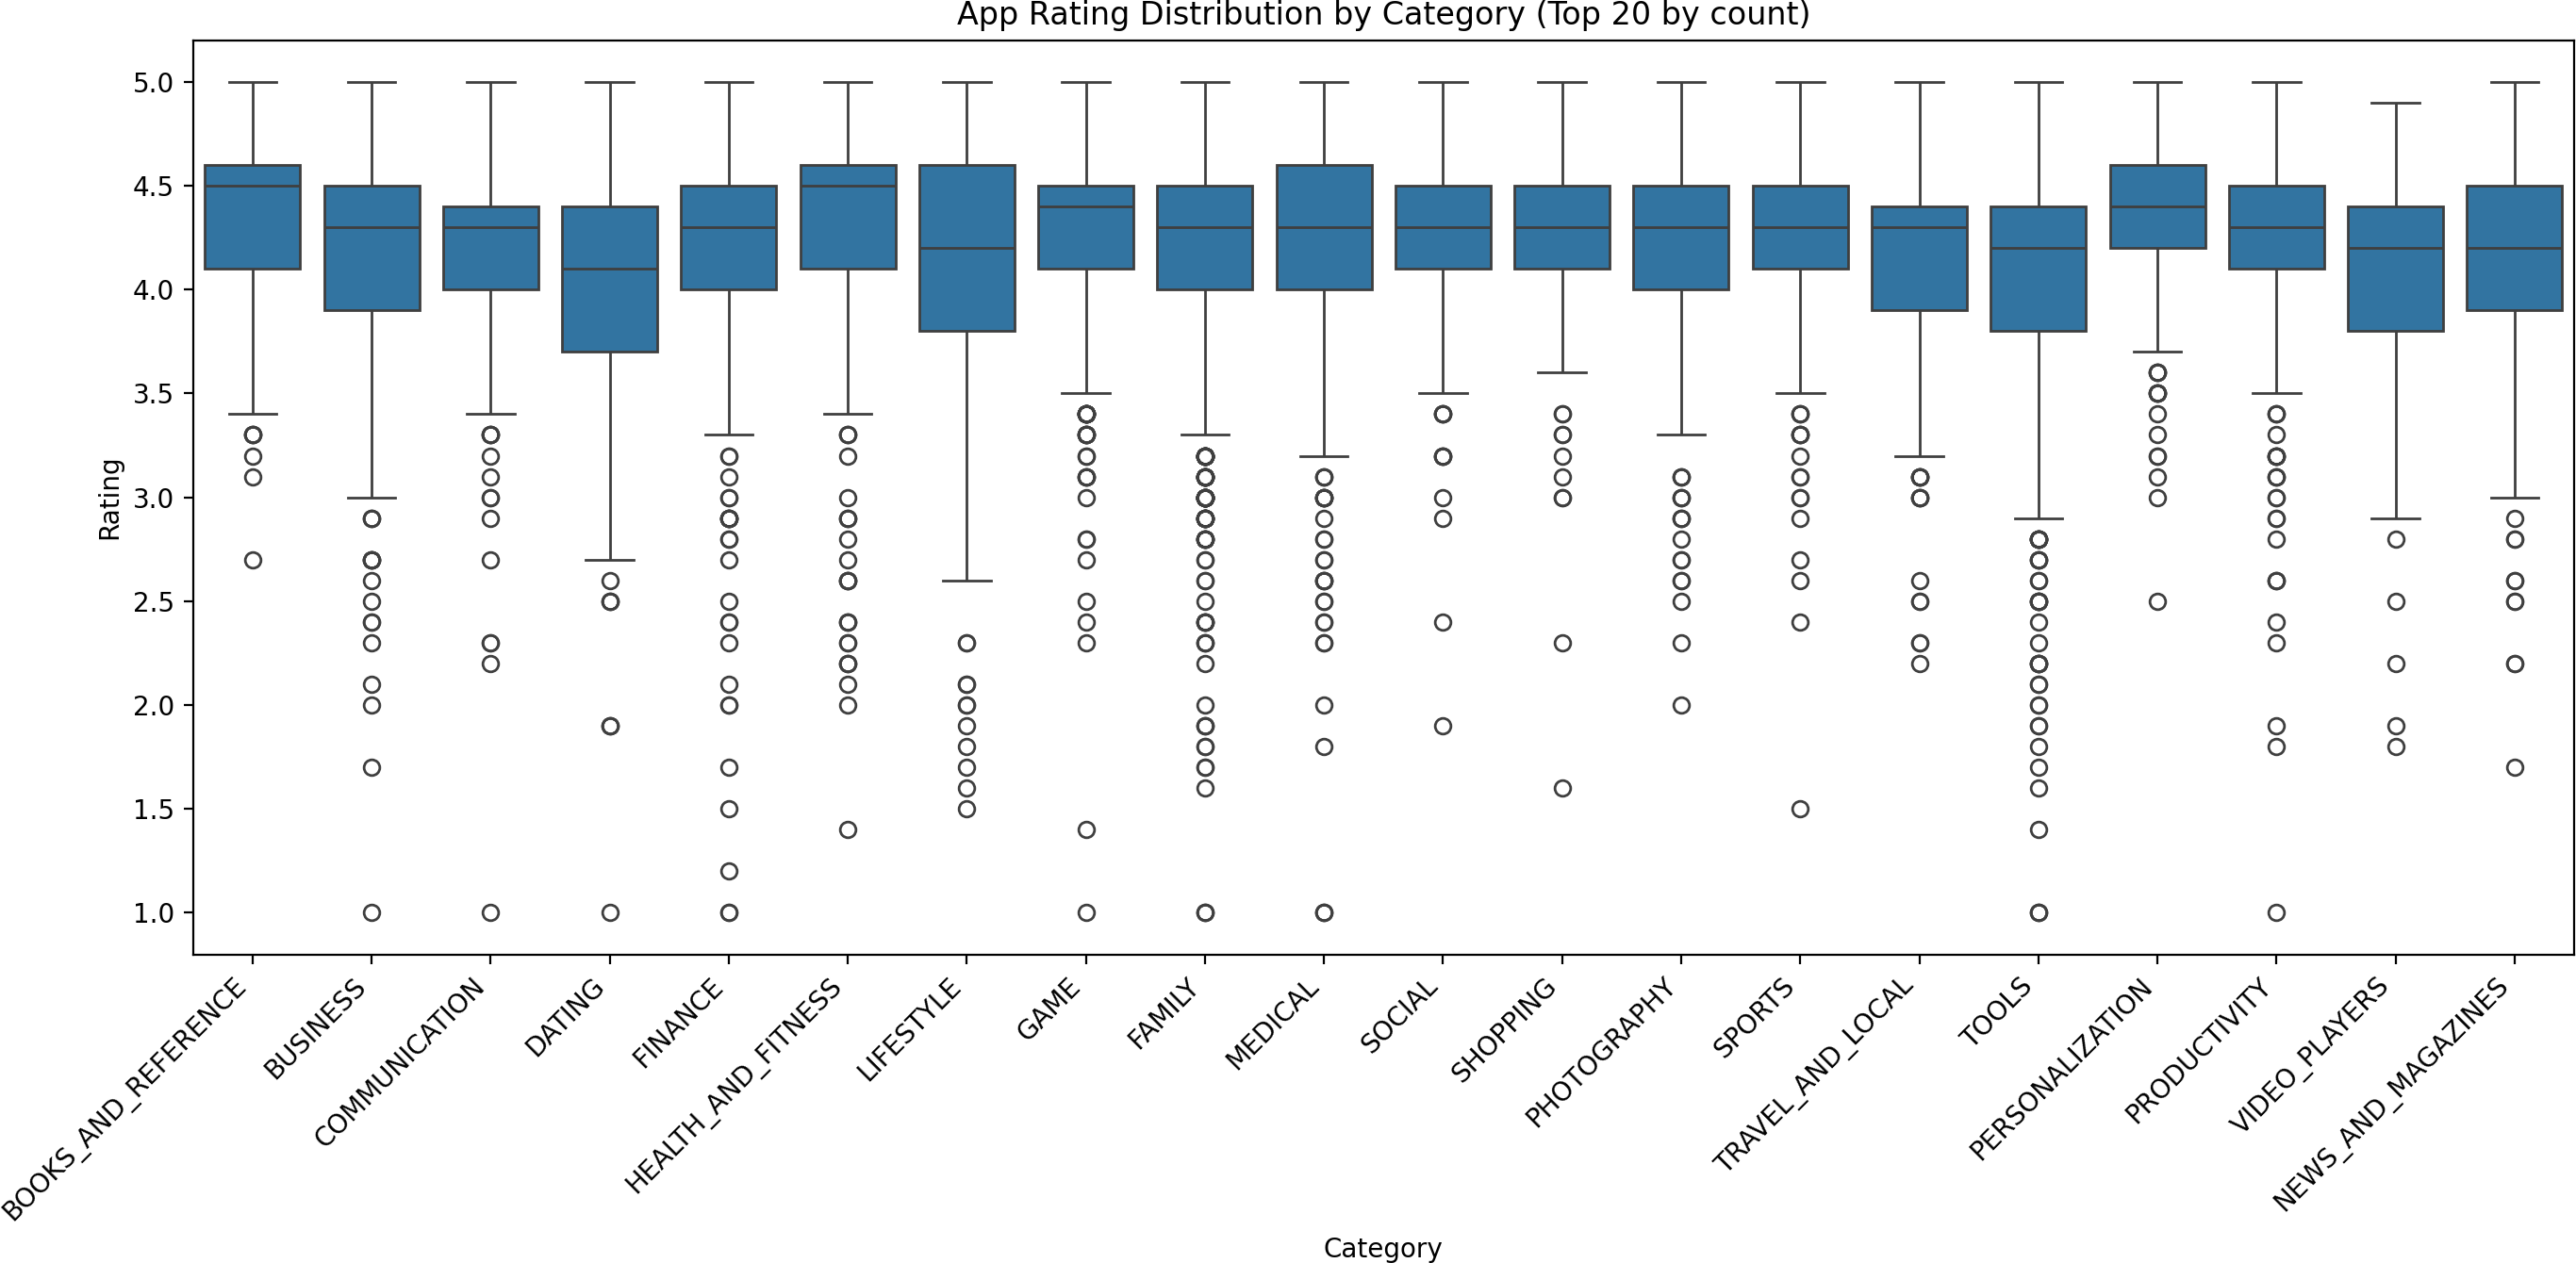 App Rating Distribution by Category (Top 20 by count)
Rating
5.0
4.5
4.0
3.5
3.0
2.5
2.0
1.5
1.0
BOOKS_AND_REFERENCE
BUSINESS
COMMUNICATION
DATING
FINANCE
HEALTH_AND_FITNESS
LIFESTYLE
GAME
FAMILY
MEDICAL
SOCIAL
SHOPPING
PHOTOGRAPHY
SPORTS
TRAVEL_AND_LOCAL
TOOLS
PERSONALIZATION
PRODUCTIVITY
VIDEO_PLAYERS
NEWS_AND_MAGAZINES
Category